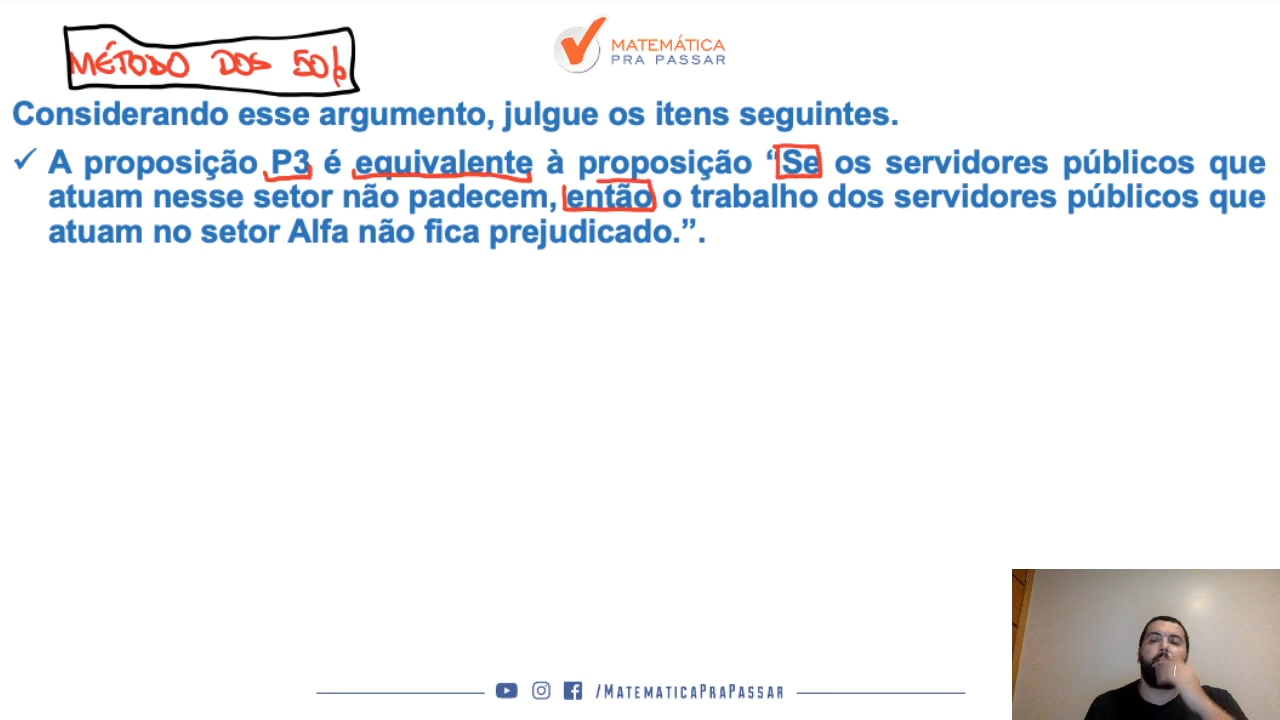 MÉTODO DOS 50%
MATEMÁTICA
PRA PASSAR
Considerando esse argumento, julgue os itens seguintes.
✓ A proposição P3 é equivalente à proposição “Se os servidores públicos que
atuam nesse setor não padecem, então o trabalho dos servidores públicos que
atuam no setor Alfa não fica prejudicado.”.
/MATEMATICAPRAPASSAR